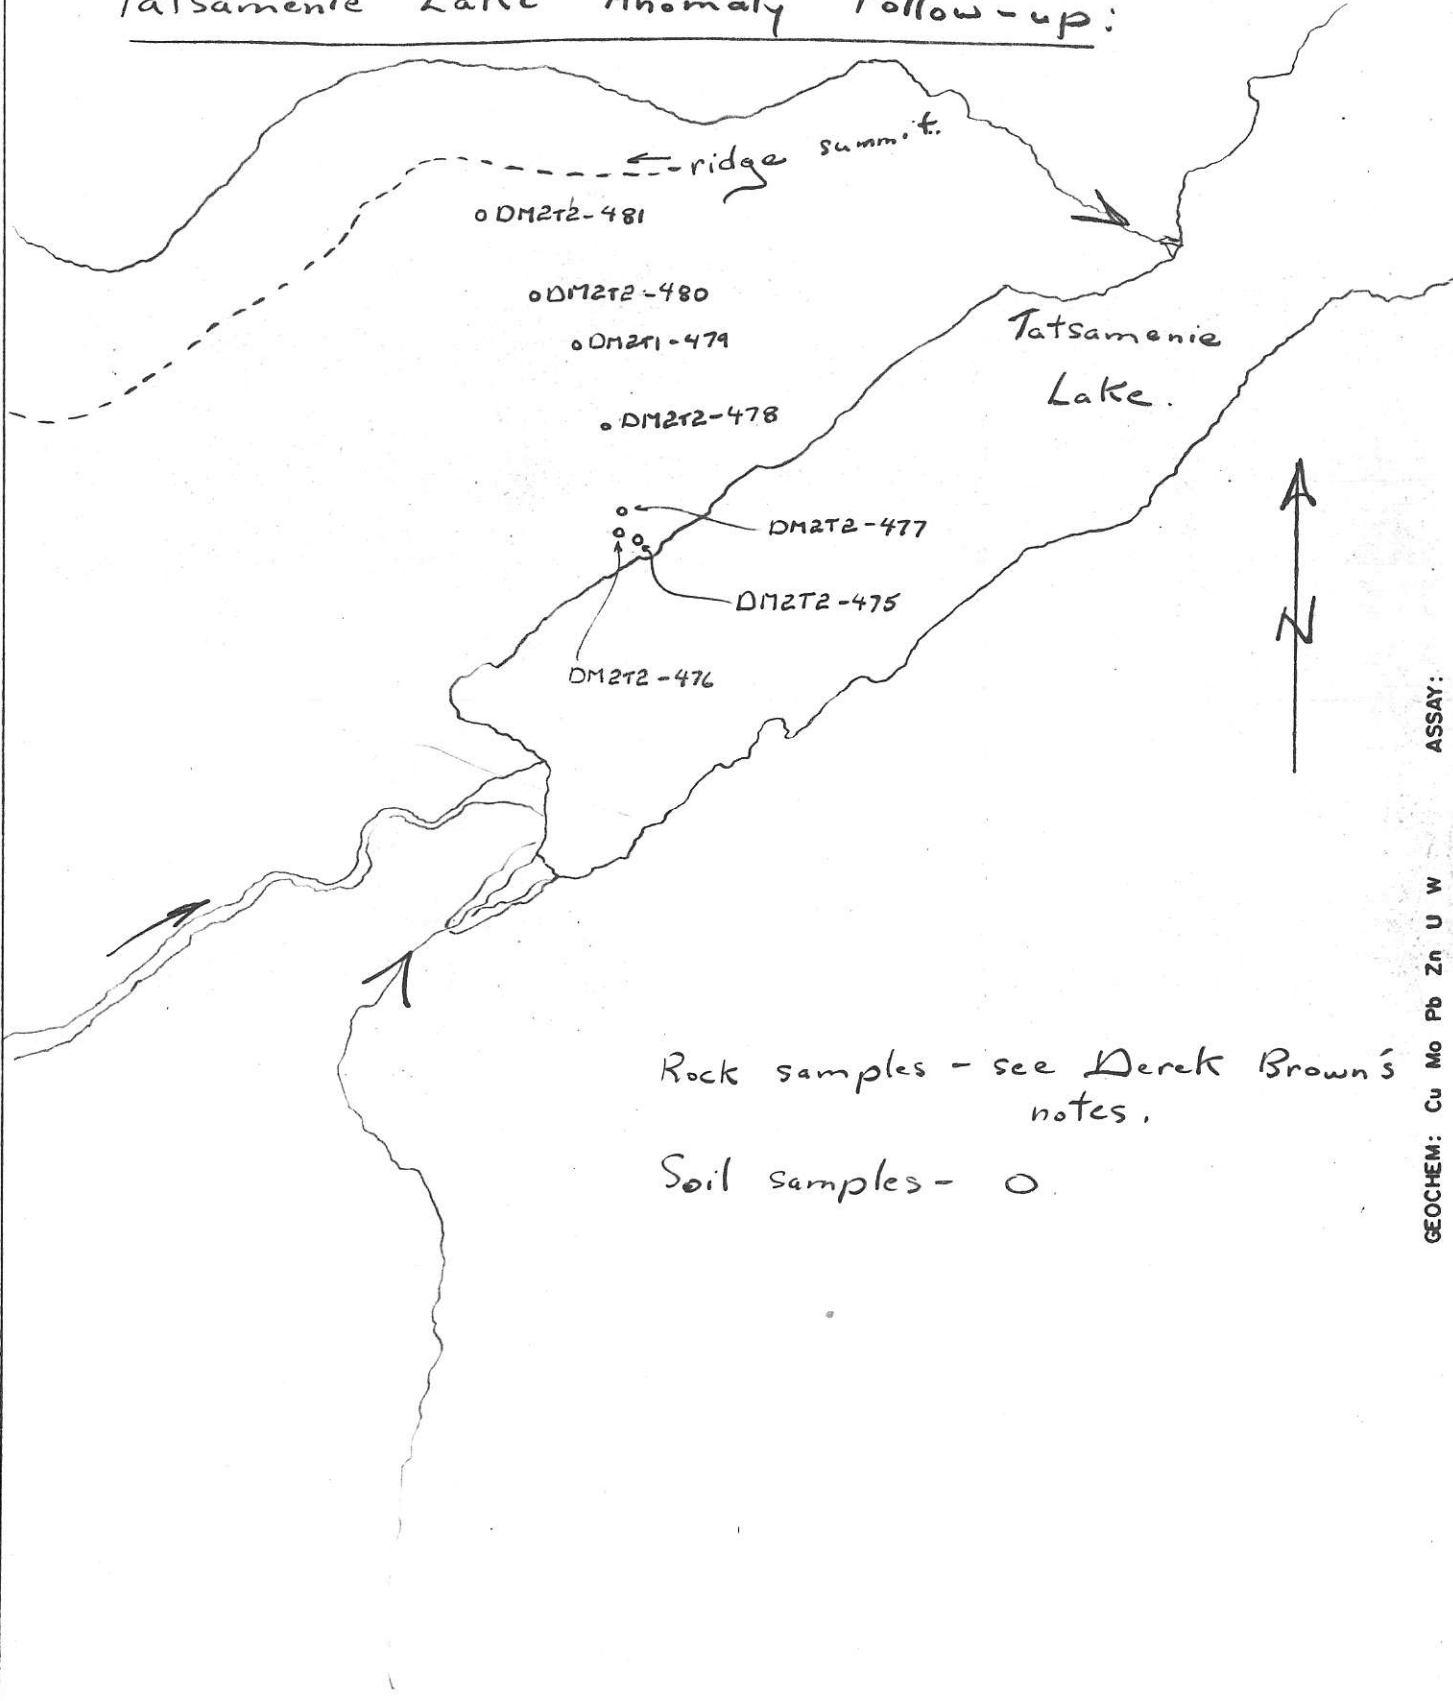 Tatsamenie Lake Anomaly Follow-up:
ridge summit.
DM2T2-481
DM2T2-480
DM2T1-479
DM2T2-478
Tatsamenie
Lake.
DM2T2-477
DM2T2-475
DM2T2-476
N
Rock samples - see Derek Brown's
notes.
Soil samples - O
GEOCHEM: Cu Mo Pb Zn U W ASSAY: